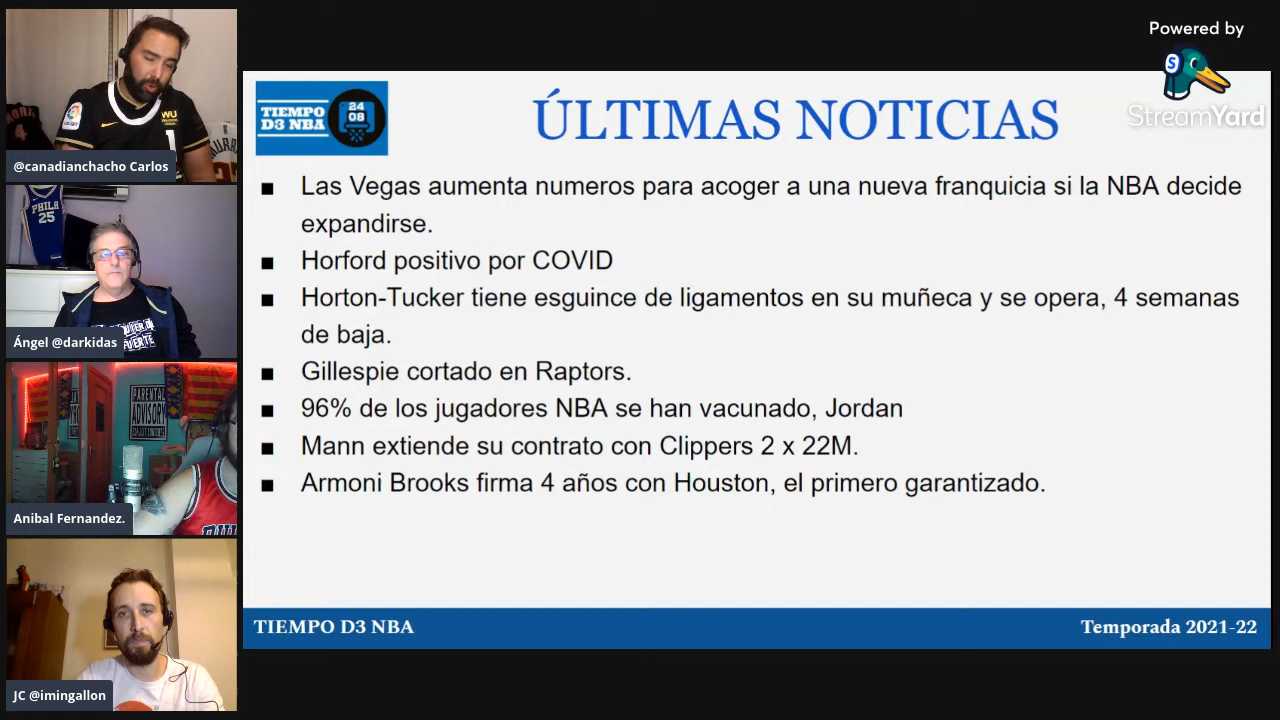 Powered by
S
StreamYard
TIEMPO
D3 NBA
24
08
ÚLTIMAS NOTICIAS
Las Vegas aumenta numeros para acoger a una nueva franquicia si la NBA decide
expandirse.
Horford positivo por COVID
Horton-Tucker tiene esguince de ligamentos en su muñeca y se opera, 4 semanas
de baja.
Gillespie cortado en Raptors.
96% de los jugadores NBA se han vacunado, Jordan
Mann extiende su contrato con Clippers 2 x 22M.
Armoni Brooks firma 4 años con Houston, el primero garantizado.
TIEMPO D3 NBA
Temporada 2021-22
WU
1
4
@canadianchacho Carlos
PHILA
25
Ángel @darkidas
PARENTAL
ADVISORY
Anibal Fernandez.
JC @imingallon